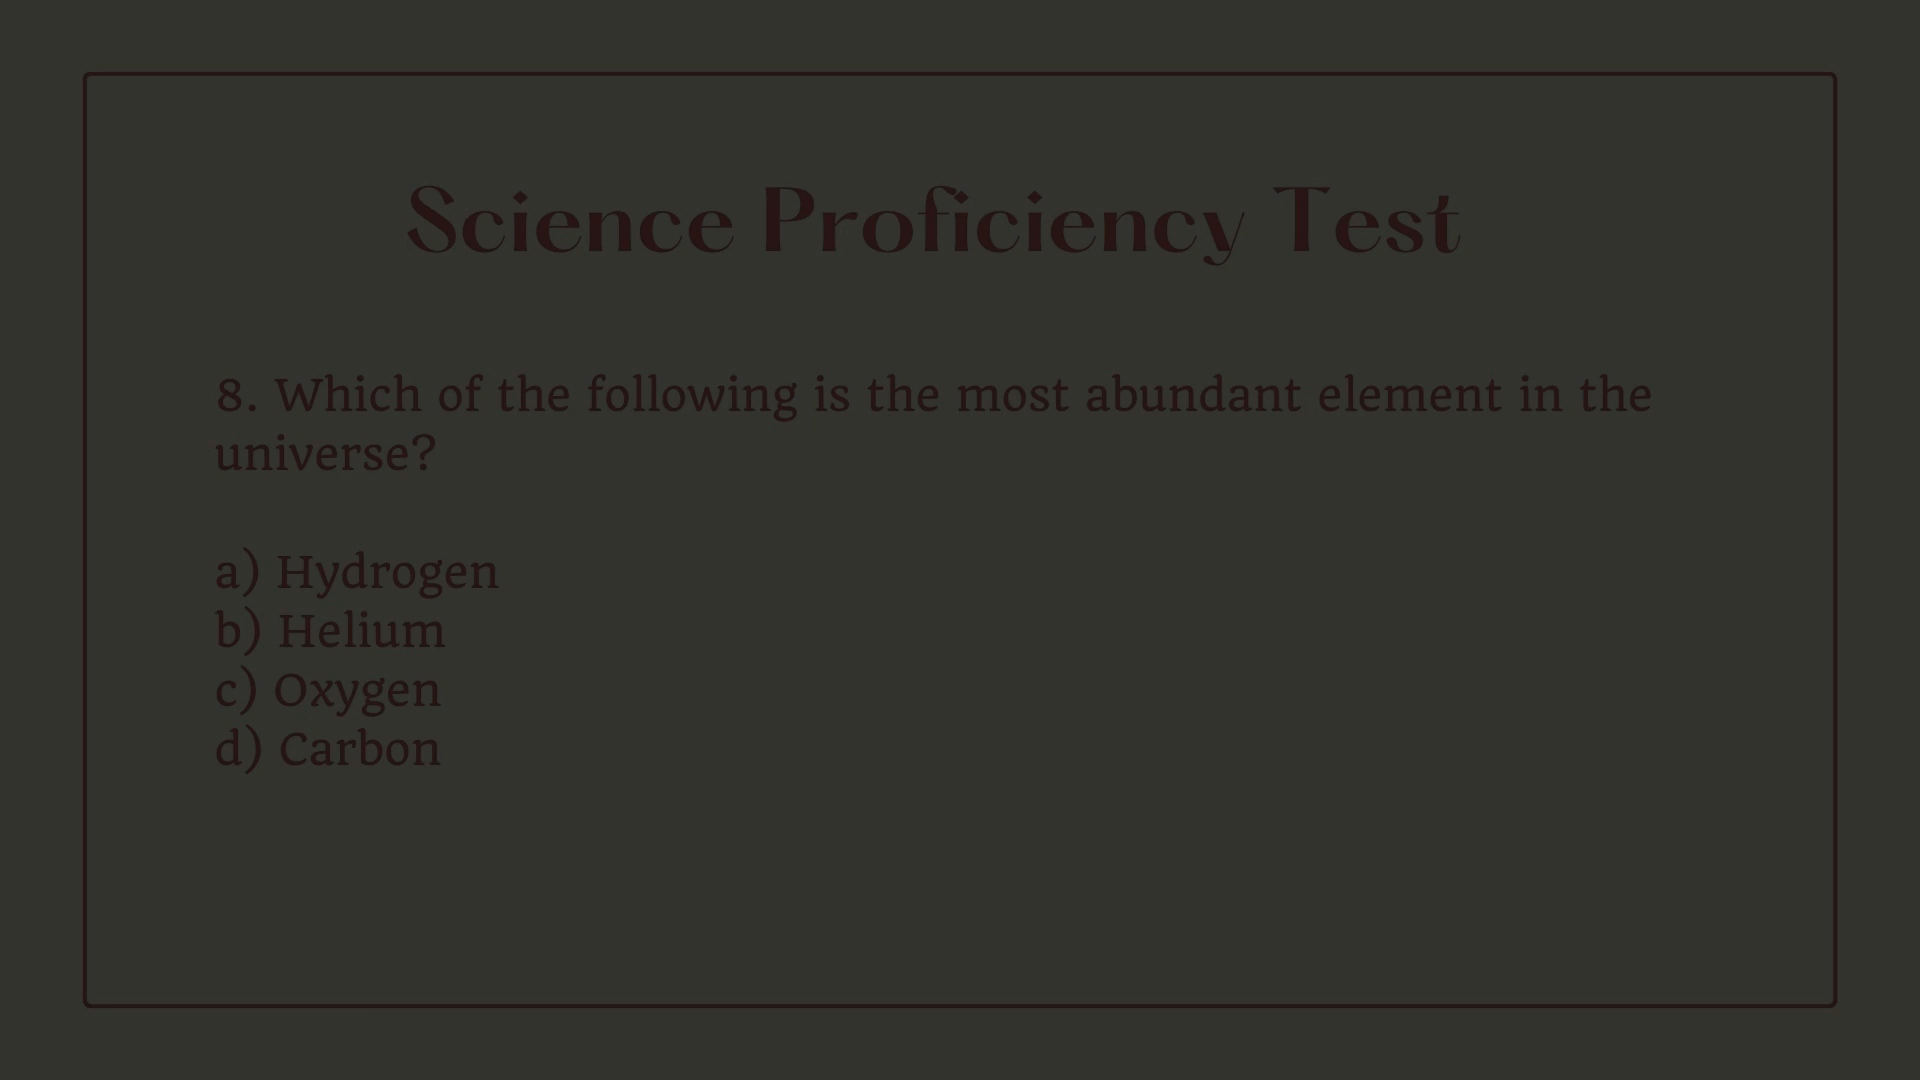 Science Proficiency Test
8. Which of the following is the most abundant element in the
universe?
a) Hydrogen
b) Helium
c) Oxygen
d) Carbon